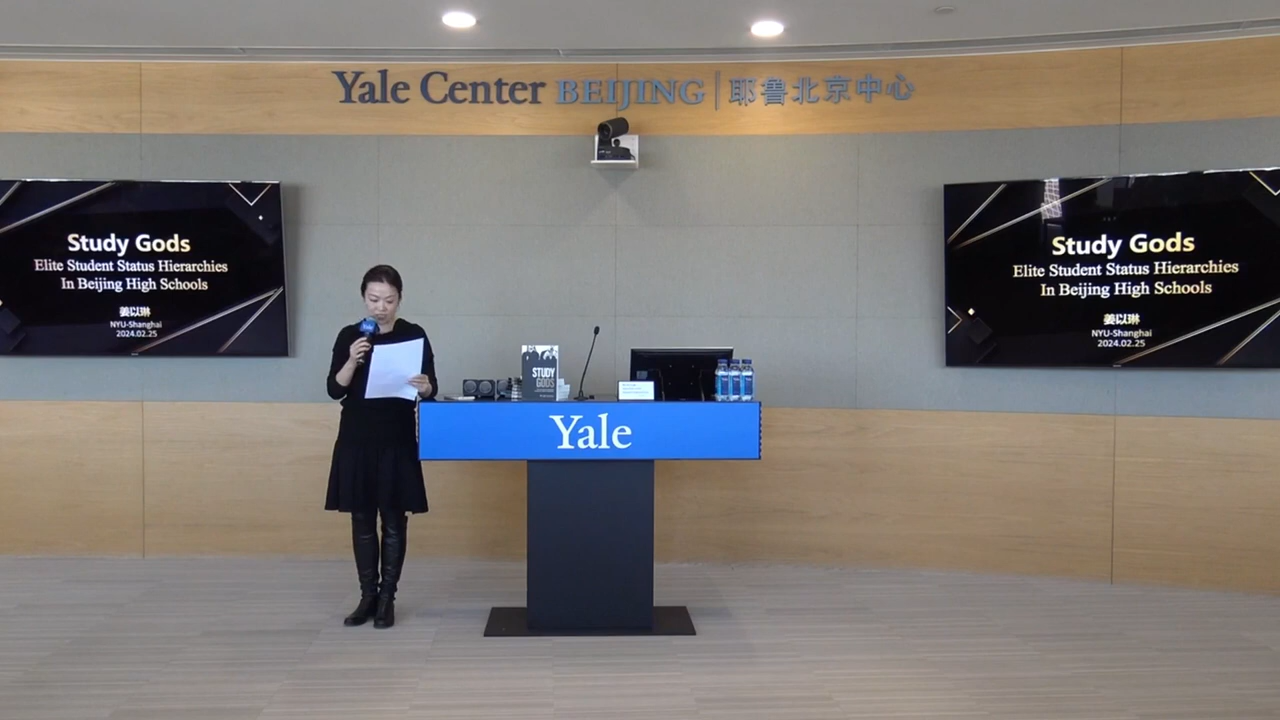 Yale Center BEIJING | 耶鲁北京中心
Study Gods
Elite Student Status Hierarchies
In Beijing High Schools
姜以琳
NYU-Shanghai
2024.02.25
Study Gods
Elite Student Status Hierarchies
In Beijing High Schools
姜以琳
NYU-Shanghai
2024.02.25
Yale
STUDY
GODS
Yale